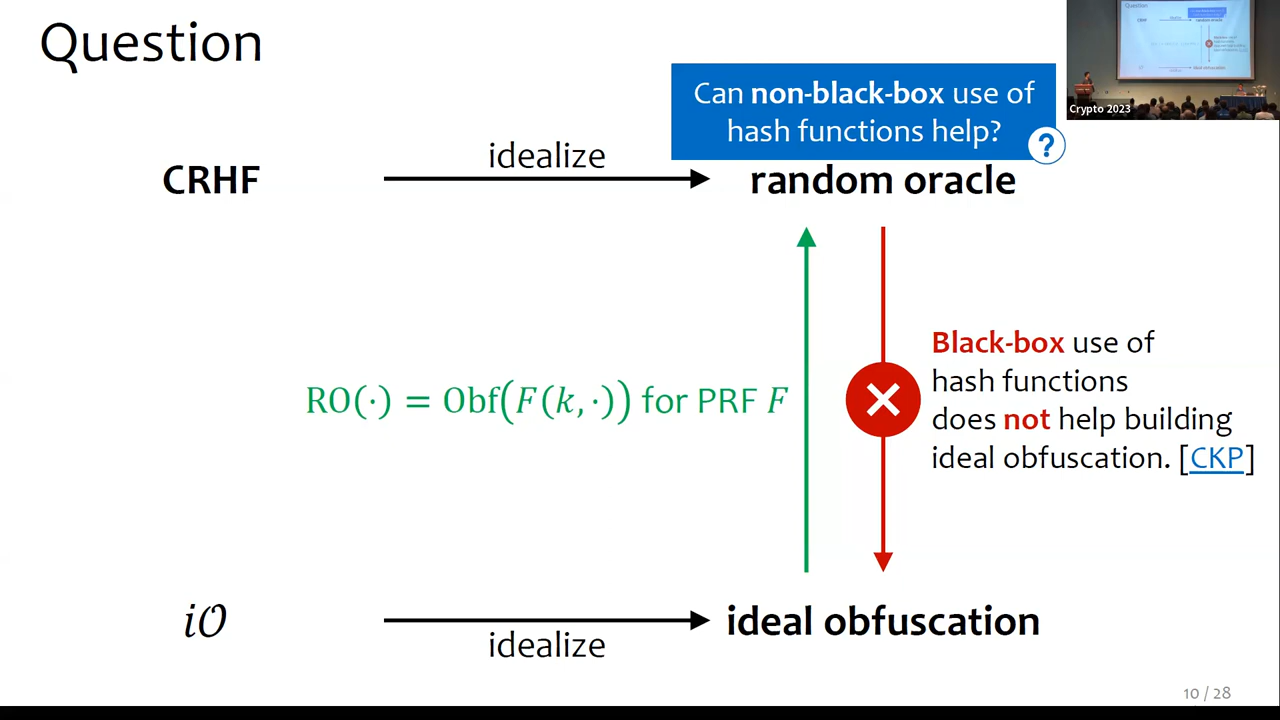 Question
Can non-black-box use of
hash functions help?
?
Crypto 2023
CRHF
idealize
random oracle
RO(·) = Obf(F(k,·)) for PRF F
Black-box use of
hash functions
does not help building
ideal obfuscation. [CKP]
iO
idealize
ideal obfuscation
10 / 28